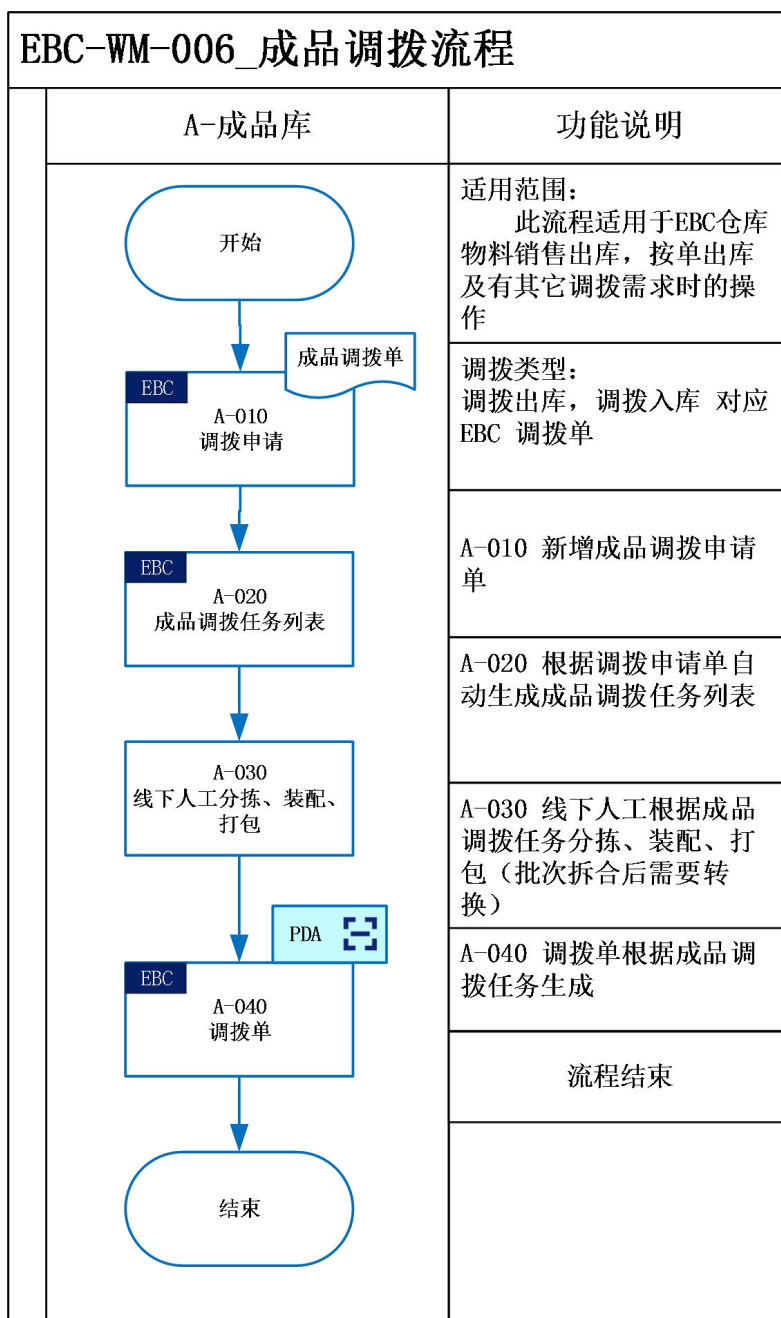 EBC-WM-006_成品调拨流程
A-成品库
功能说明
开始
成品调拨单
EBC
A-010
调拨申请
EBC
A-020
成品调拨任务列表
A-030
线下人工分拣、装配、
打包
PDA
EBC
A-040
调拨单
结束
适用范围:
此流程适用于EBC仓库
物料销售出库，按单出库
及有其它调拨需求时的操
作
调拨类型:
调拨出库，调拨入库 对应
EBC 调拨单
A-010 新增成品调拨申请
单
A-020 根据调拨申请单自
动生成成品调拨任务列表
A-030 线下人工根据成品
调拨任务分拣、装配、打
包（批次拆合后需要转
换）
A-040 调拨单根据成品调
拨任务生成
流程结束